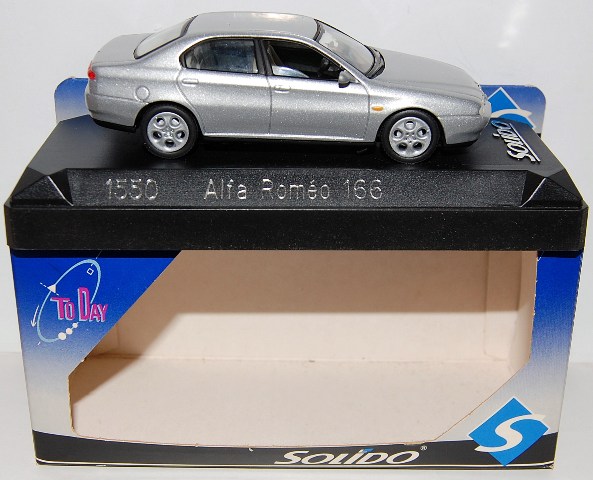 SOLIDO
1550 Alfa Roméo 166
TO DAY
SOLIDO®
S